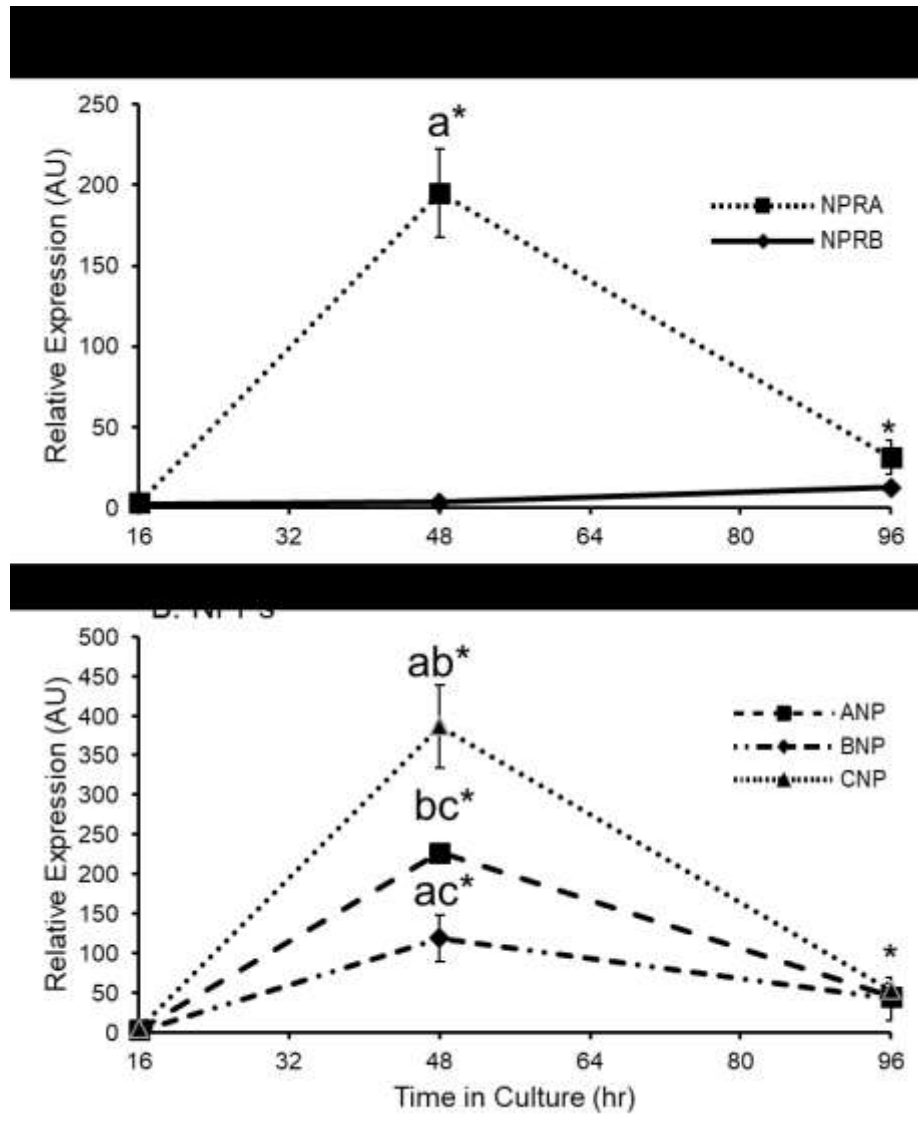 250
200
150
100
50
0
Relative Expression (AU)
a*
*
NPRA
NPRB
16 32 48 64 80 96
500
450
400
350
300
250
200
150
100
50
0
Relative Expression (AU)
ab*
bc*
ac*
*
ANP
BNP
CNP
16 32 48 64 80 96
Time in Culture (hr)